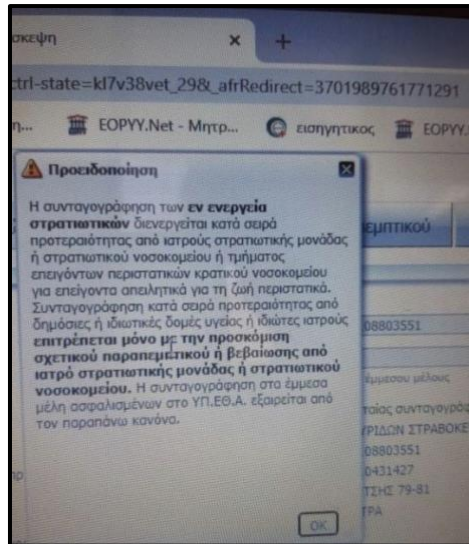 σκεψη × +
ctrl-state=kl7v38vet_29&_afrRedirect=3701989761771291
η... ΕΟΡΥΥ.Net - Μητρ... εισηγητικος ΕΟΡΥΥ.
Προειδοποίηση
Η συνταγογράφηση των εν ενεργεία
στρατιωτικών διενεργείται κατά σειρά
προτεραιότητας από ιατρούς στρατιωτικής μονάδας
ή στρατιωτικού νοσοκομείου ή τμήματος
επειγόντων περιστατικών κρατικού νοσοκομείου
για επείγοντα απειλητικά για τη ζωή περιστατικά.
Συνταγογράφηση κατά σειρά προτεραιότητας από
δημόσιες ή ιδιωτικές δομές υγείας ή ιδιώτες ιατρούς
επιτρέπεται μόνο με την προσκόμιση
σχετικού παραπεμπτικού ή βεβαίωσης από
ιατρό στρατιωτικής μονάδας ή στρατιωτικού
νοσοκομείου. Η συνταγογράφηση στα έμμεσα
μέλη ασφαλισμένων στο ΥΠ.ΕΘ.Α. εξαιρείται από
τον παραπάνω κανόνα.
OK
εμπτικού
08803551
έμμεσου μέλους
ταίας συνταγογράφ
ΥΡΙΔΩΝ ΣΤΡΑΒΟΚΕ
08803551
0431427
ΤΣΗΣ 79-81
ΤΡΑ